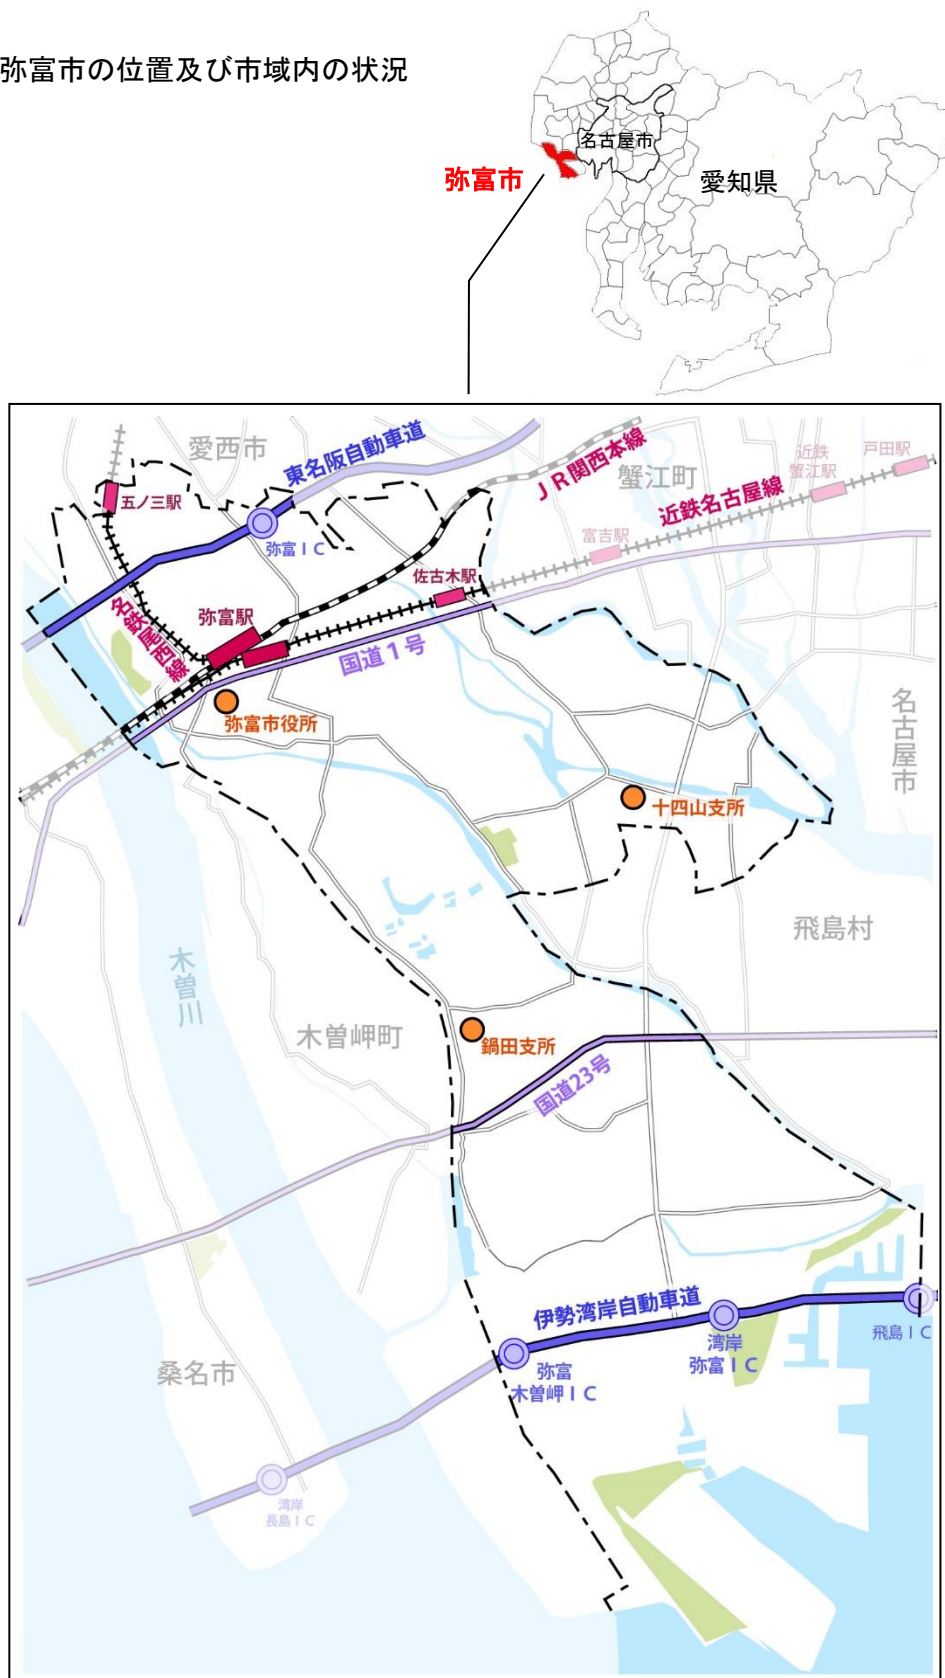 弥富市の位置及び市域内の状況
名古屋市
弥富市
愛知県
愛西市
東名阪自動車道
JR関西本線
蟹江町
近鉄名古屋線
近鉄
蟹江駅
戸田駅
五ノ三駅
弥富IC
富吉駅
佐古木駅
名鉄尾西線
弥富駅
国道1号
弥富市役所
名古屋市
十四山支所
飛島村
木曽川
木曽岬町
鍋田支所
国道23号
伊勢湾岸自動車道
湾岸
弥富IC
飛島IC
弥富
木曽岬IC
桑名市
湾岸
長島IC